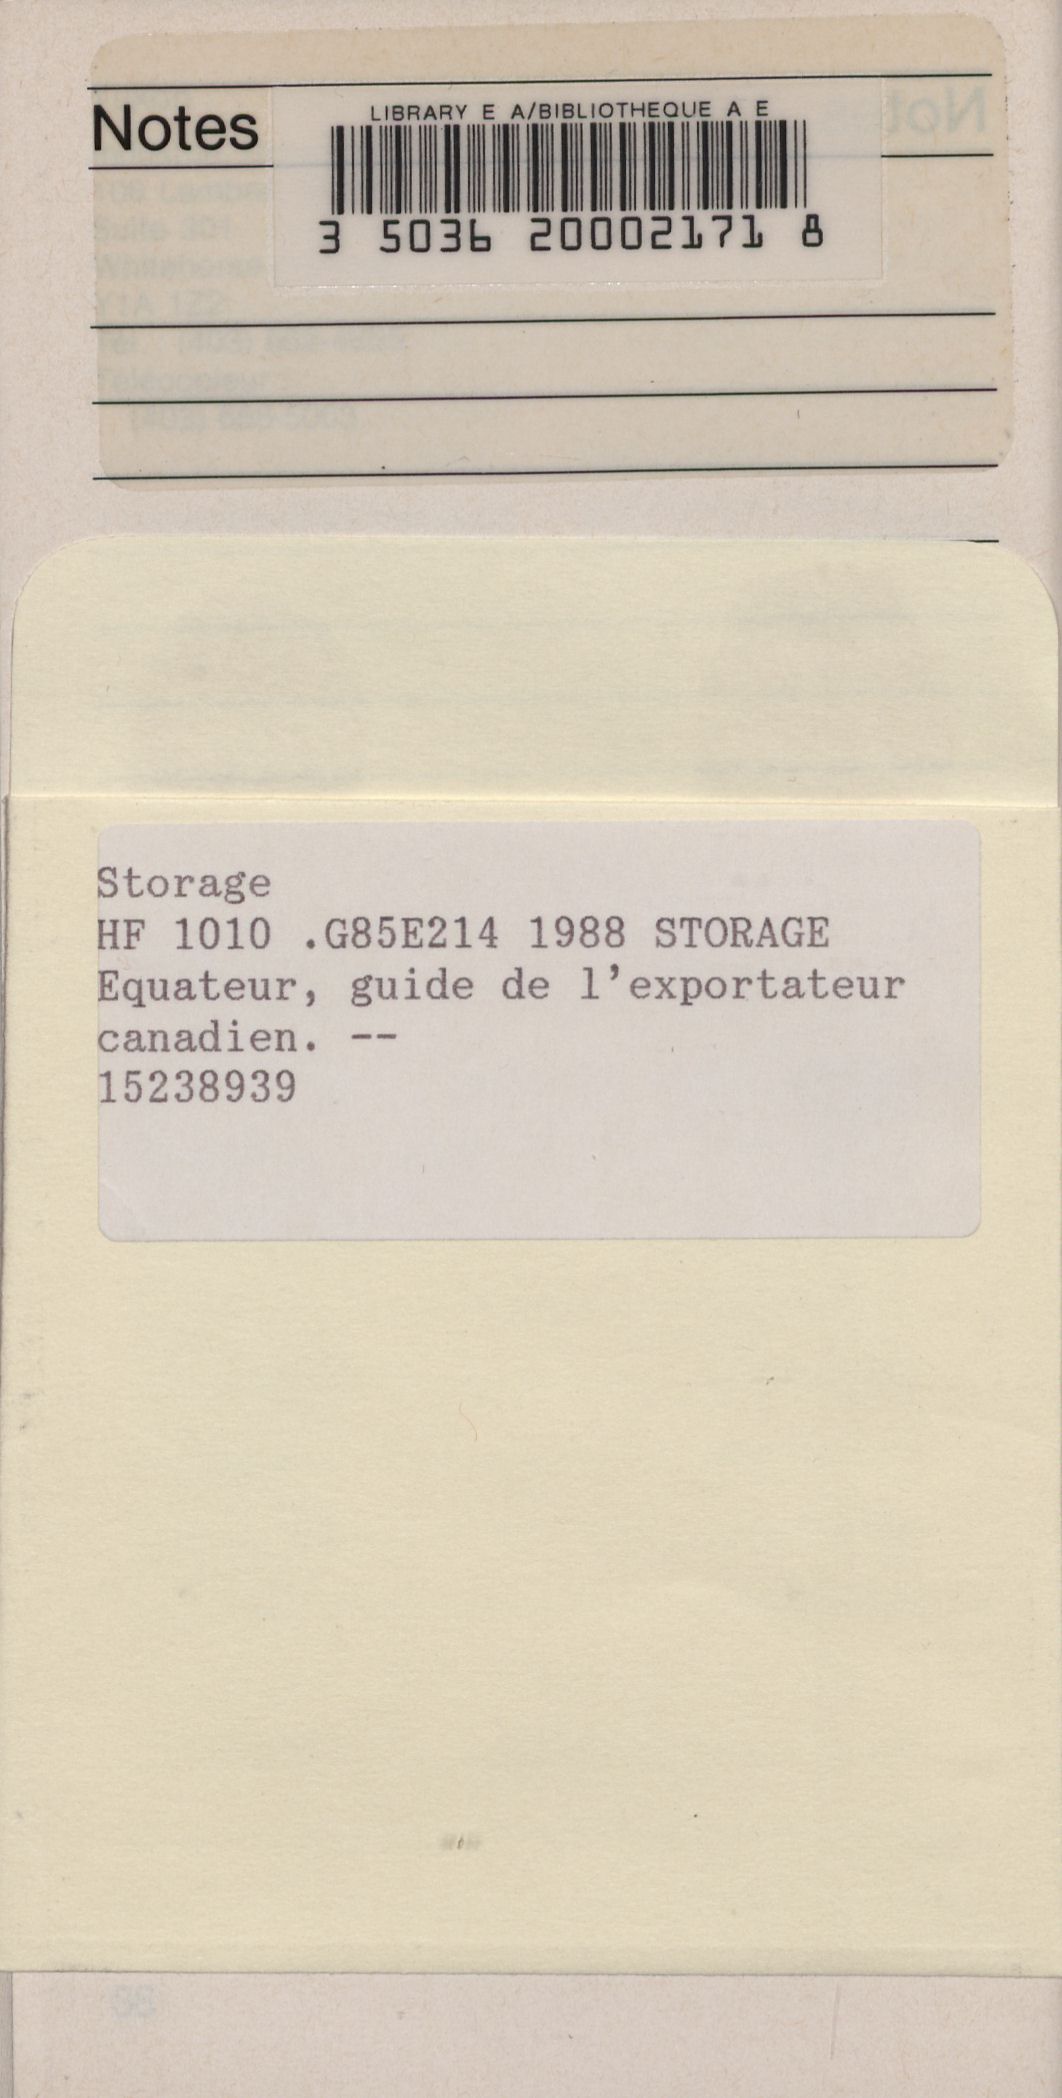 Notes
LIBRARY E A/BIBLIOTHEQUE A E
3 5036 20002171 8
Storage
HF 1010 .G85E214 1988 STORAGE
Equateur, guide de l'exportateur
canadien. --
15238939